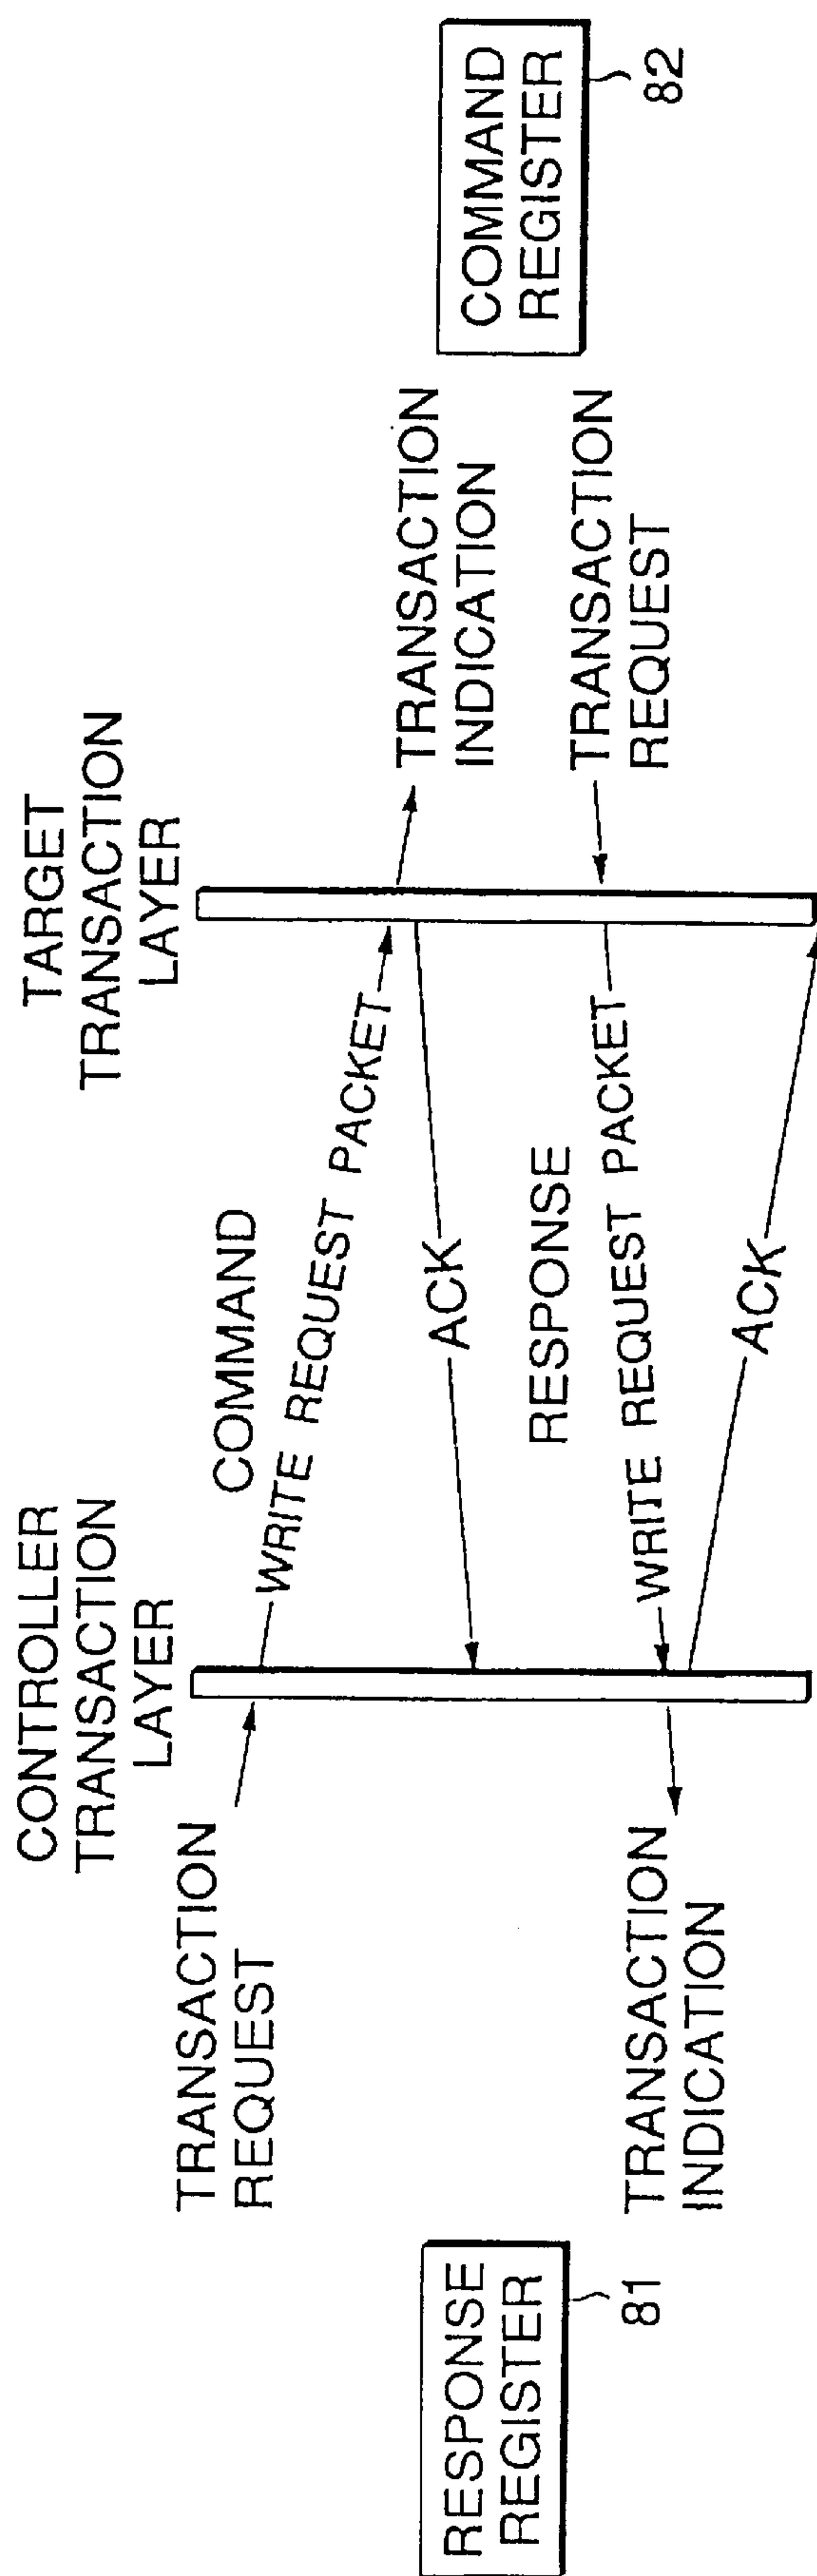 CONTROLLER
TRANSACTION
LAYER
TARGET
TRANSACTION
LAYER
TRANSACTION
REQUEST
COMMAND
WRITE REQUEST PACKET
TRANSACTION
INDICATION
ACK
RESPONSE
REGISTER
81
COMMAND
REGISTER
82
RESPONSE
WRITE REQUEST PACKET
TRANSACTION
REQUEST
TRANSACTION
INDICATION
ACK